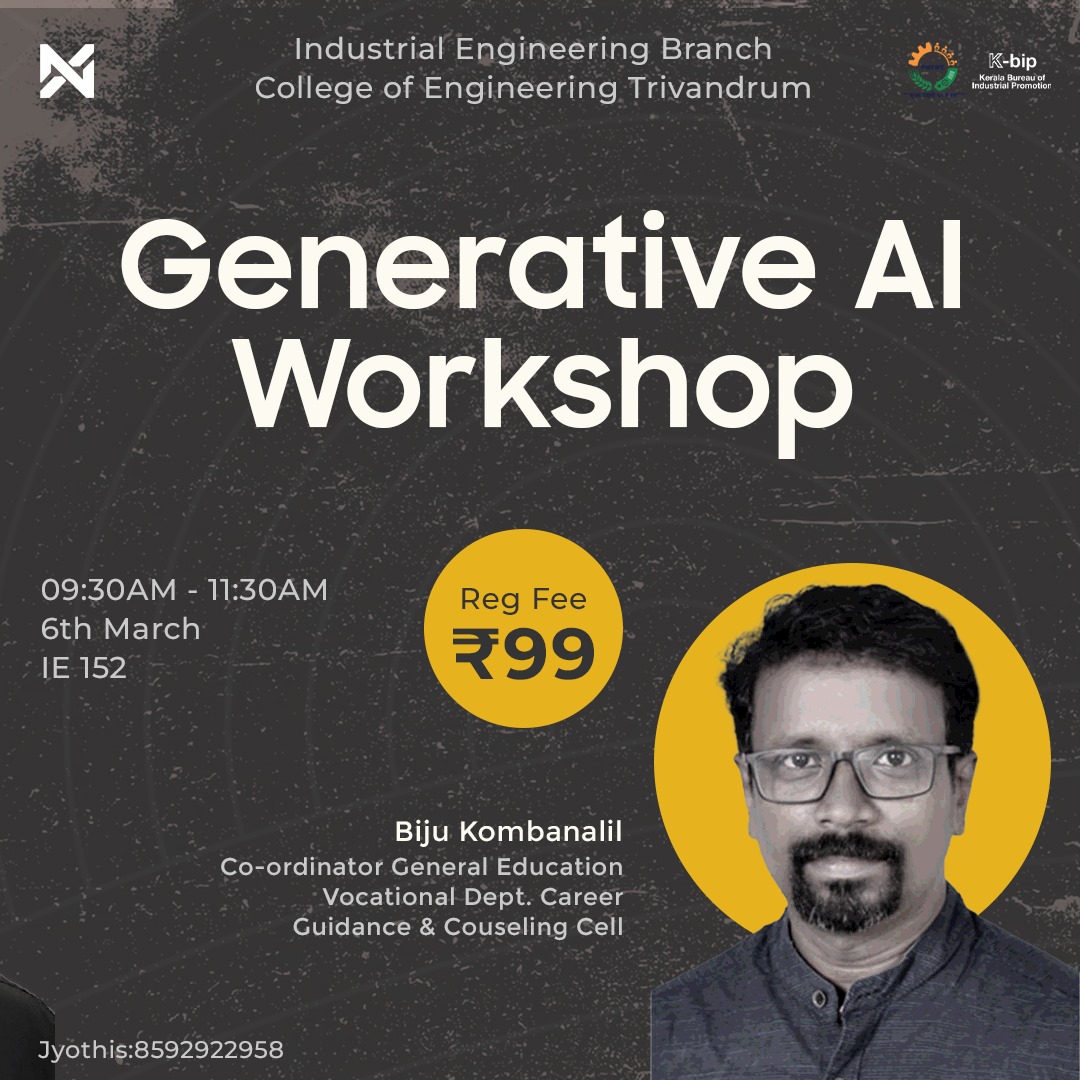 Industrial Engineering Branch
College of Engineering Trivandrum
K-bip
Kerala Bureau of
Industrial Promotion
Generative AI
Workshop
09:30AM - 11:30AM
6th March
IE 152
Reg Fee
₹99
Biju Kombanalil
Co-ordinator General Education
Vocational Dept. Career
Guidance & Couseling Cell
Jyothis:8592922958